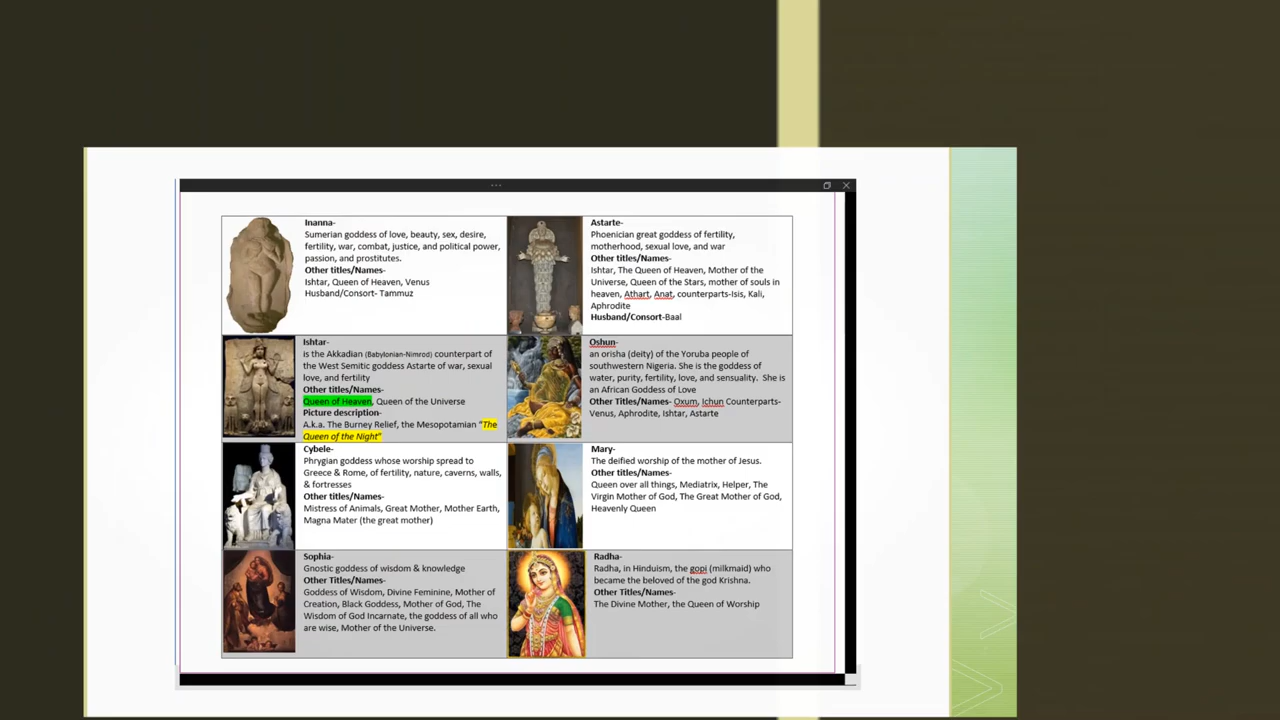 Inanna-
Sumerian goddess of love, beauty, sex, desire,
fertility, war, combat, justice, and political power,
passion, and prostitutes.
Other titles/Names-
Ishtar, Queen of Heaven, Venus
Husband/Consort- Tammuz
Astarte-
Phoenician great goddess of fertility,
motherhood, sexual love, and war
Other titles/Names-
Ishtar, The Queen of Heaven, Mother of the
Universe, Queen of the Stars, mother of souls in
heaven, Athart, Anat, counterparts-Isis, Kali,
Aphrodite
Husband/Consort-Baal
Ishtar-
is the Akkadian (Babylonian-Nimrod) counterpart of
the West Semitic goddess Astarte of war, sexual
love, and fertility
Other titles/Names-
Queen of Heaven, Queen of the Universe
Picture description-
A.k.a. The Burney Relief, the Mesopotamian “The
Queen of the Night”
Oshun-
an orisha (deity) of the Yoruba people of
southwestern Nigeria. She is the goddess of
water, purity, fertility, love, and sensuality.  She is
an African Goddess of Love
Other Titles/Names- Oxum, Ichun Counterparts-
Venus, Aphrodite, Ishtar, Astarte
Cybele-
Phrygian goddess whose worship spread to
Greece & Rome, of fertility, nature, caverns, walls,
& fortresses
Other titles/Names-
Mistress of Animals, Great Mother, Mother Earth,
Magna Mater (the great mother)
Mary-
The deified worship of the mother of Jesus.
Other titles/Names-
Queen over all things, Mediatrix, Helper, The
Virgin Mother of God, The Great Mother of God,
Heavenly Queen
Sophia-
Gnostic goddess of wisdom & knowledge
Other Titles/Names-
Goddess of Wisdom, Divine Feminine, Mother of
Creation, Black Goddess, Mother of God, The
Wisdom of God Incarnate, the goddess of all who
are wise, Mother of the Universe.
Radha-
Radha, in Hinduism, the gopi (milkmaid) who
became the beloved of the god Krishna.
Other Titles/Names-
The Divine Mother, the Queen of Worship